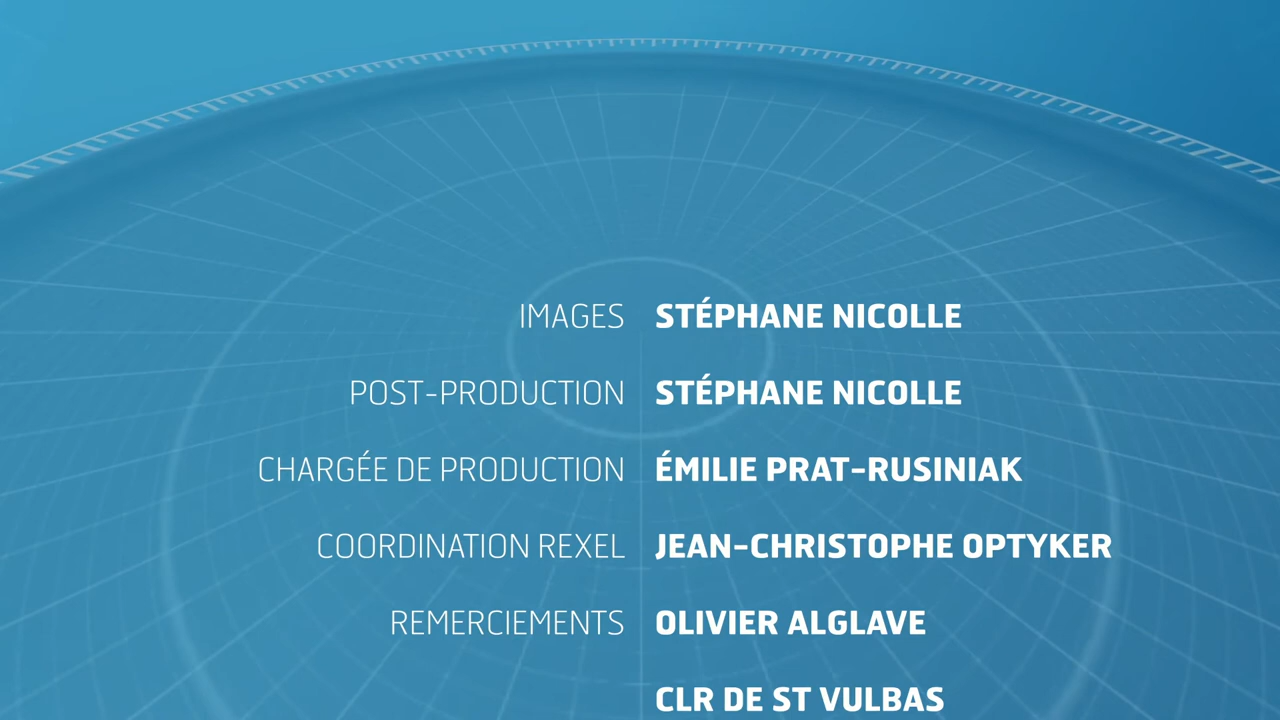 IMAGES STÉPHANE NICOLLE
POST-PRODUCTION STÉPHANE NICOLLE
CHARGÉE DE PRODUCTION ÉMILIE PRAT-RUSINIAK
COORDINATION REXEL JEAN-CHRISTOPHE OPTYKER
REMERCIEMENTS OLIVIER ALGLAVE
CLR DE ST VULBAS